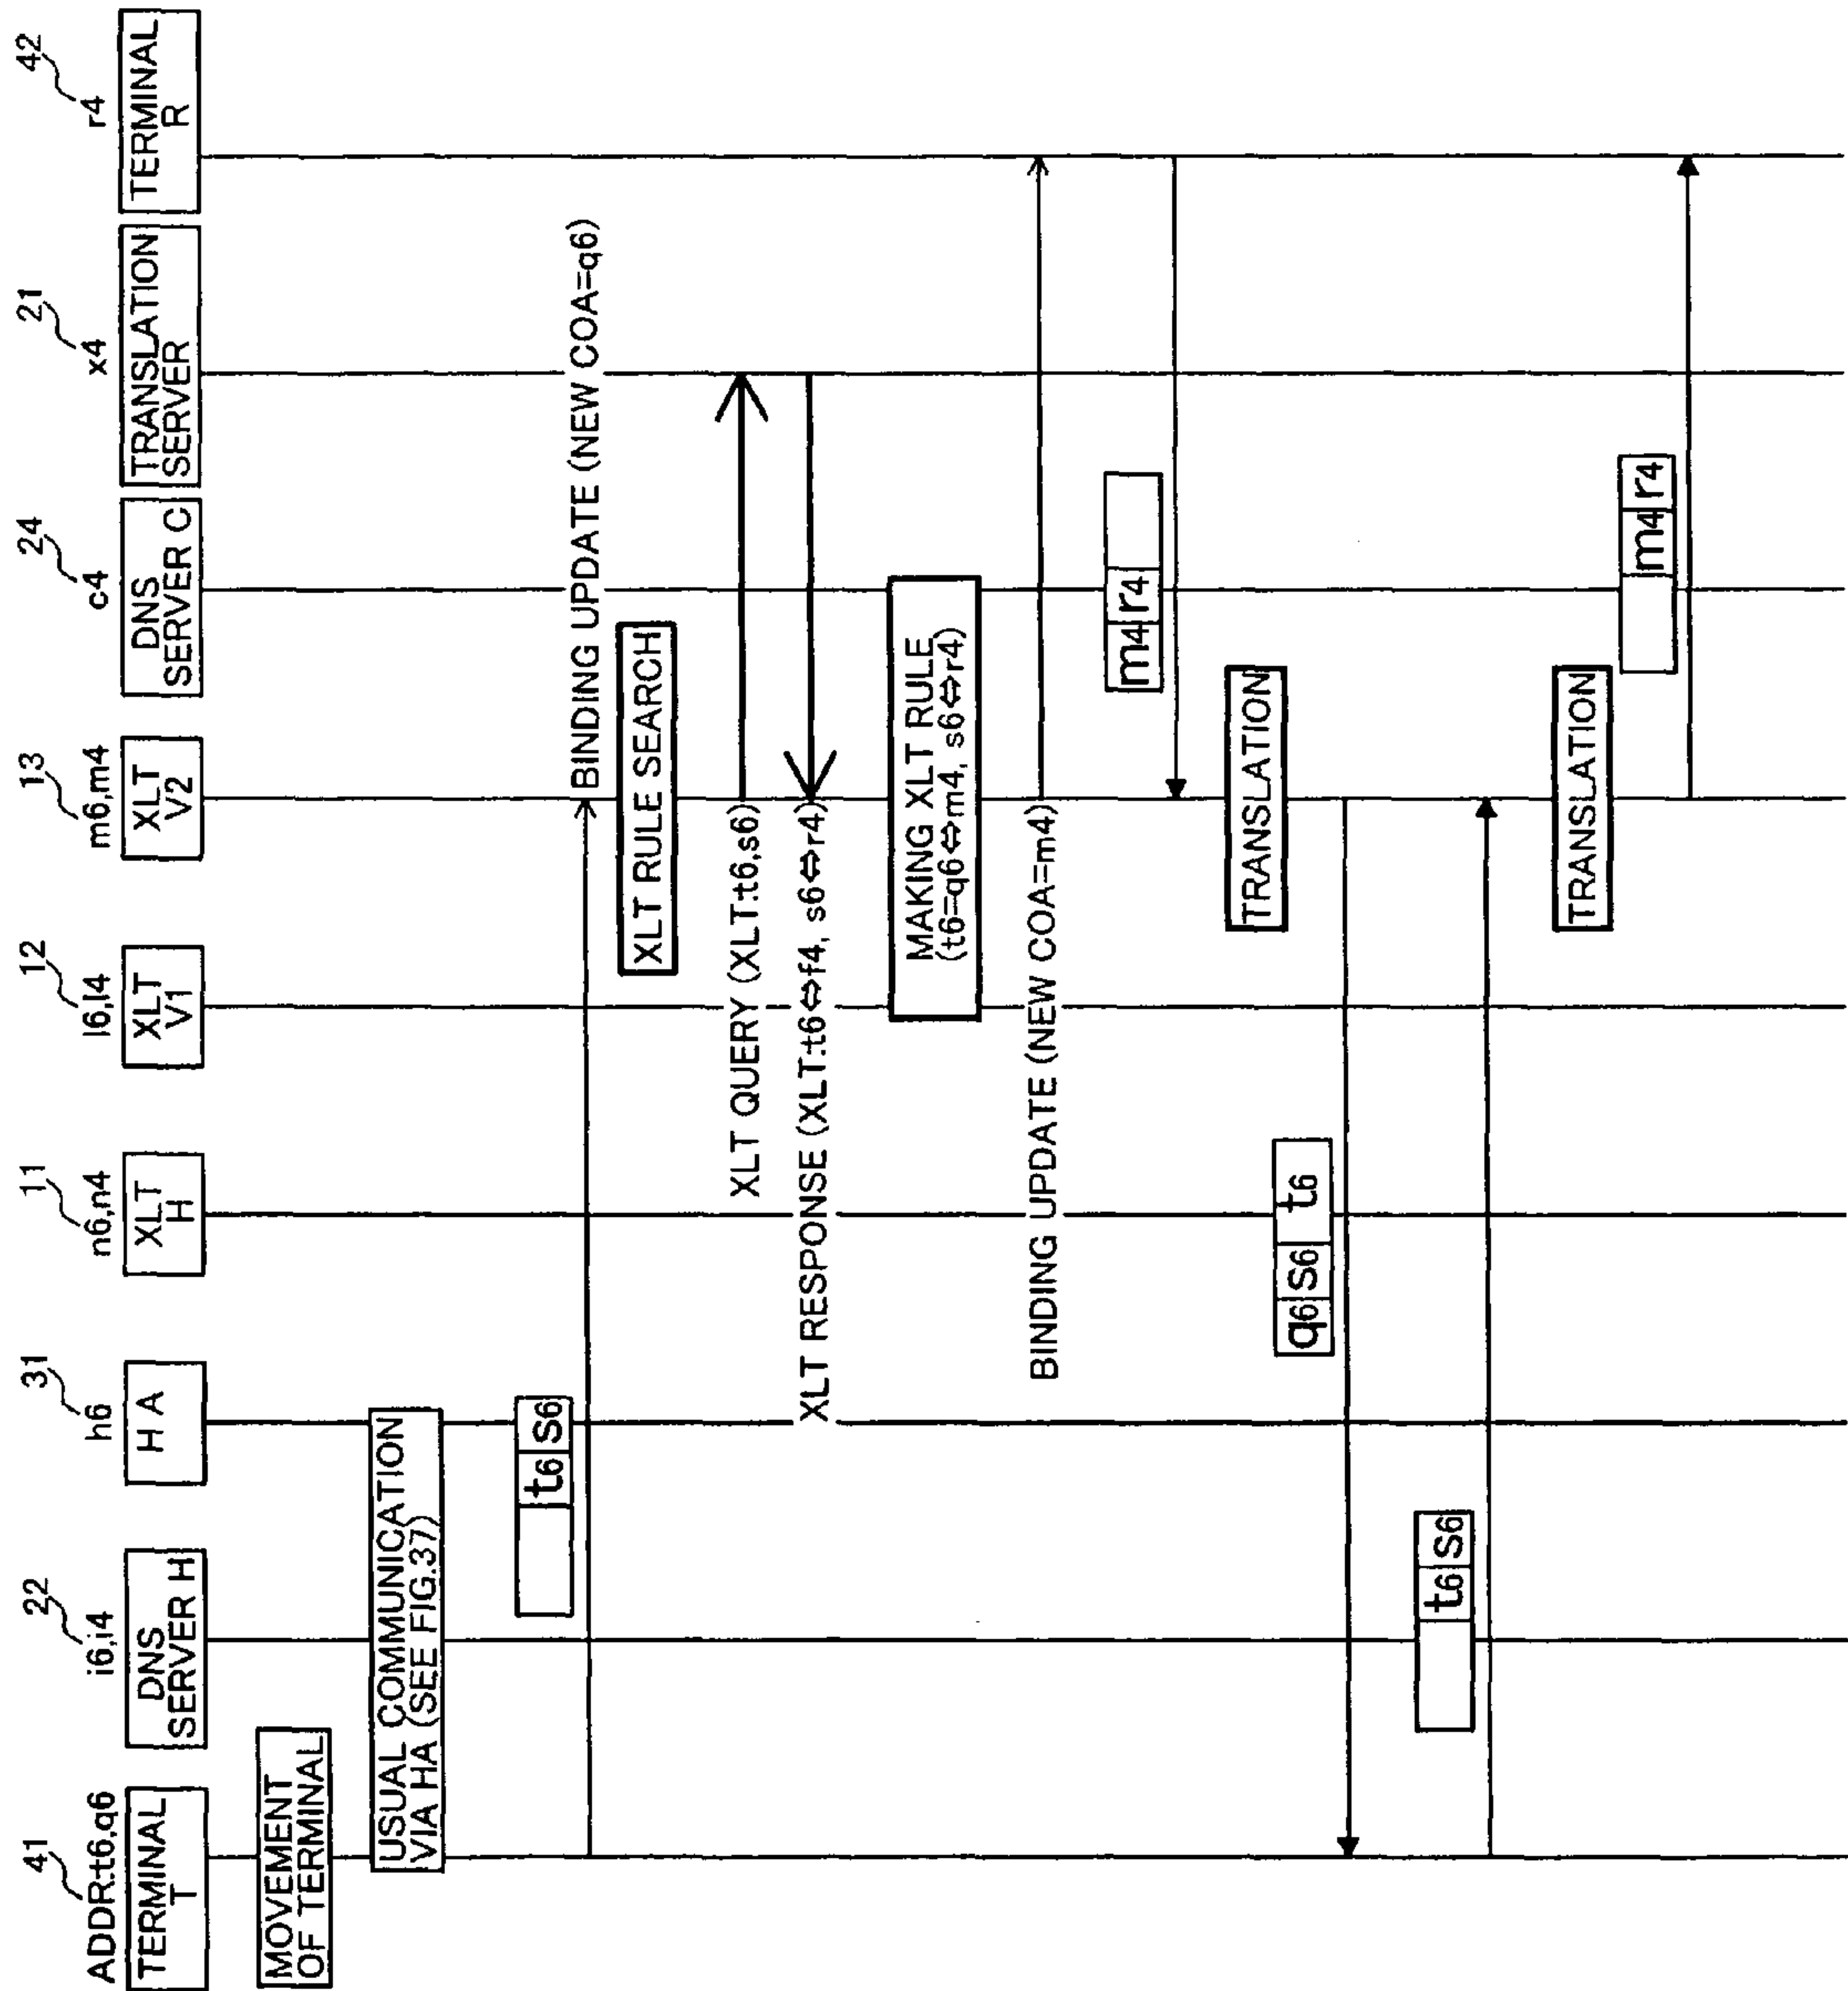 41
ADDR:t6,q6
TERMINAL
T
22
i6,i4
DNS
SERVER H
31
h6
H A
11
n6,n4
XLT
H
12
l6,l4
XLT
V1
13
m6,m4
XLT
V2
24
c4
DNS
SERVER C
21
x4
TRANSLATION
SERVER
42
r4
TERMINAL
R
MOVEMENT
OF TERMINAL
USUAL COMMUNICATION
VIA HA (SEE FIG.37)
t6 s6
BINDING UPDATE (NEW COA=q6)
XLT RULE SEARCH
XLT QUERY (XLT:t6,s6)
XLT RESPONSE (XLT:t6⇔f4, s6⇔r4)
MAKING XLT RULE
(t6=q6⇔m4, s6⇔r4)
BINDING UPDATE (NEW COA=m4)
m4 r4
TRANSLATION
q6 s6 t6
t6 s6
TRANSLATION
m4 r4